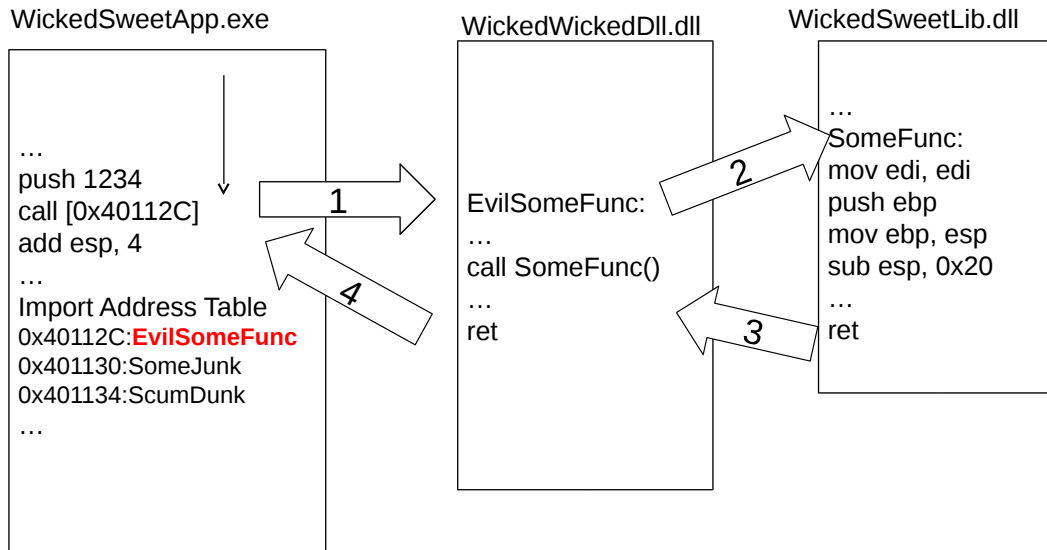 WickedSweetApp.exe
…
push 1234
call [0x40112C]
add esp, 4
…
Import Address Table
0x40112C:EvilSomeFunc
0x401130:SomeJunk
0x401134:ScumDunk
…
1
4
WickedWickedDll.dll
EvilSomeFunc:
…
call SomeFunc()
…
ret
2
3
WickedSweetLib.dll
…
SomeFunc:
mov edi, edi
push ebp
mov ebp, esp
sub esp, 0x20
…
ret